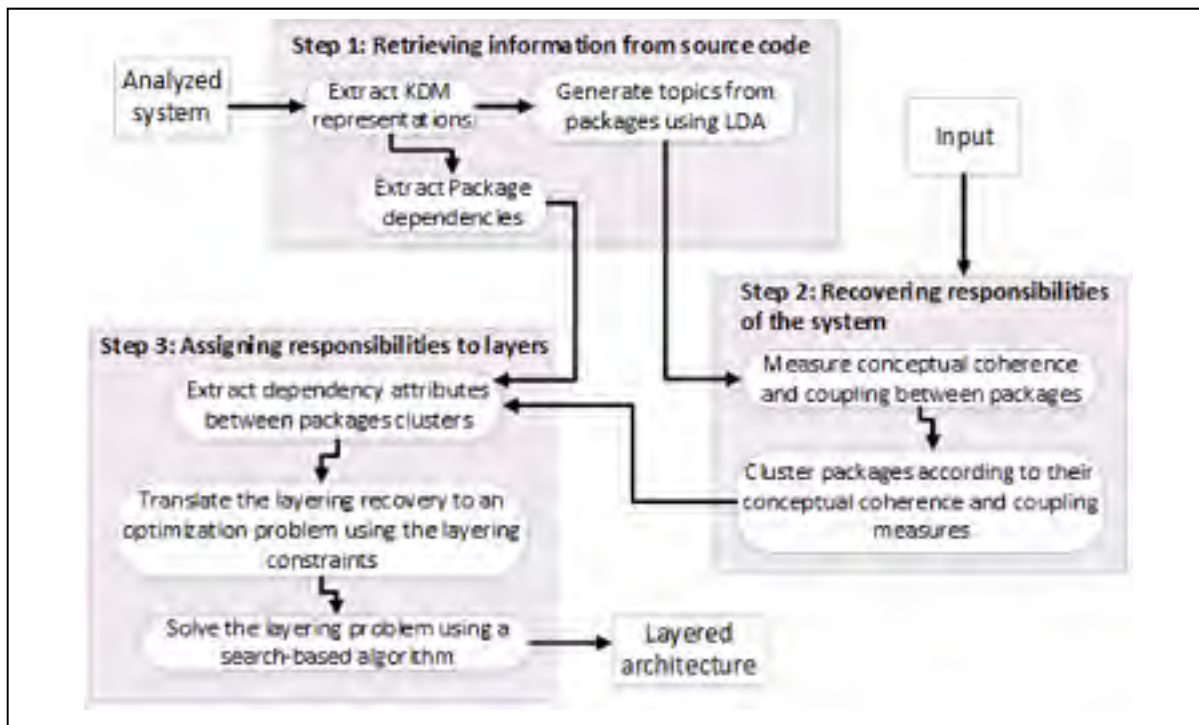 Step 1: Retrieving information from source code
Analyzed
system
Extract KDM
representations
Generate topics from
packages using LDA
Extract Package
dependencies
Input
Step 2: Recovering responsibilities
of the system
Measure conceptual coherence
and coupling between packages
Cluster packages according to their
conceptual coherence and coupling
measures
Step 3: Assigning responsibilities to layers
Extract dependency attributes
between packages clusters
Translate the layering recovery to an
optimization problem using the layering
constraints
Solve the layering problem using a
search-based algorithm
Layered
architecture